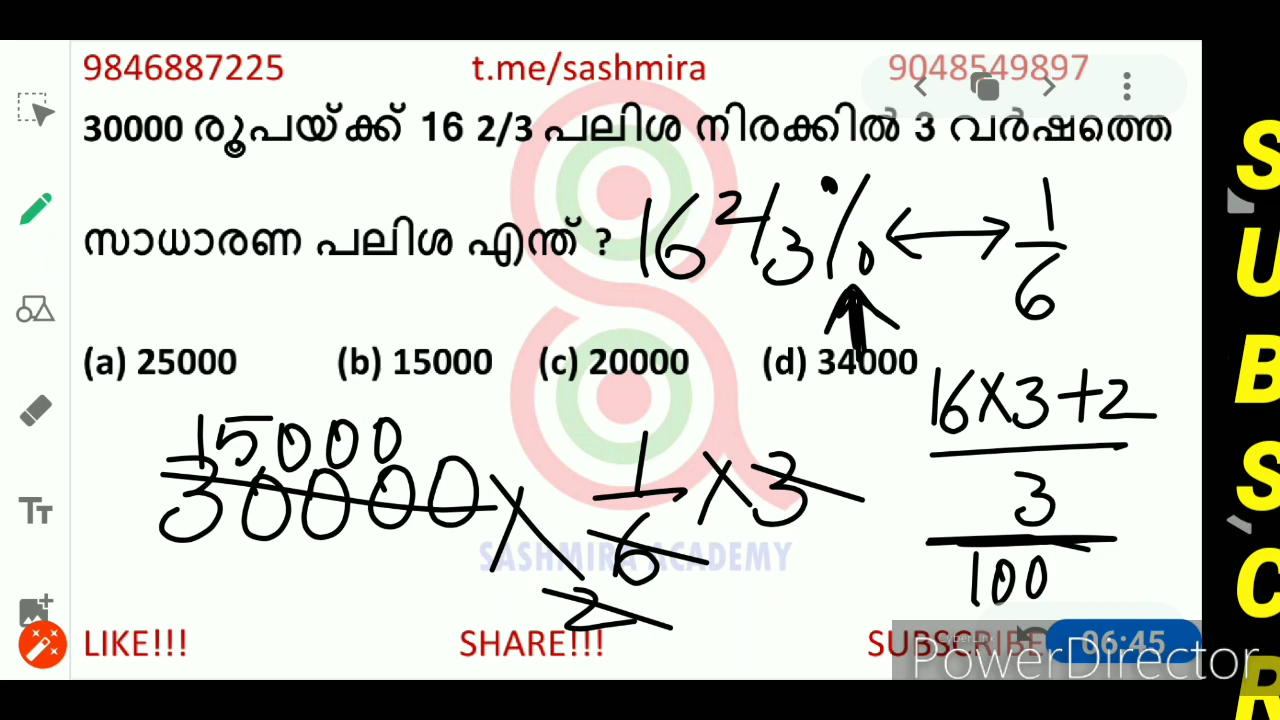 9846887225 t.me/sashmira 9048549897
30000 രൂപയ്ക്ക് 16 2/3 പലിശ നിരക്കിൽ 3 വർഷത്തെ
സാധാരണ പലിശ എന്ത് ? 16 2/3 % 1/6
(a) 25000 (b) 15000 (c) 20000 (d) 34000
16 × 3 + 2
3
100
15000
30000 × 1/6 × 3
2
SASHMIRA ACADEMY
LIKE!!! SHARE!!! SUBSCRIBE
06:45
CyberLink
PowerDirector
TT
S
U
B
S
C
R